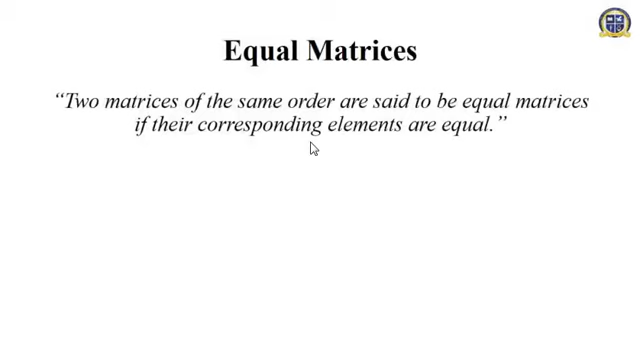 Equal Matrices
“Two matrices of the same order are said to be equal matrices
if their corresponding elements are equal.”